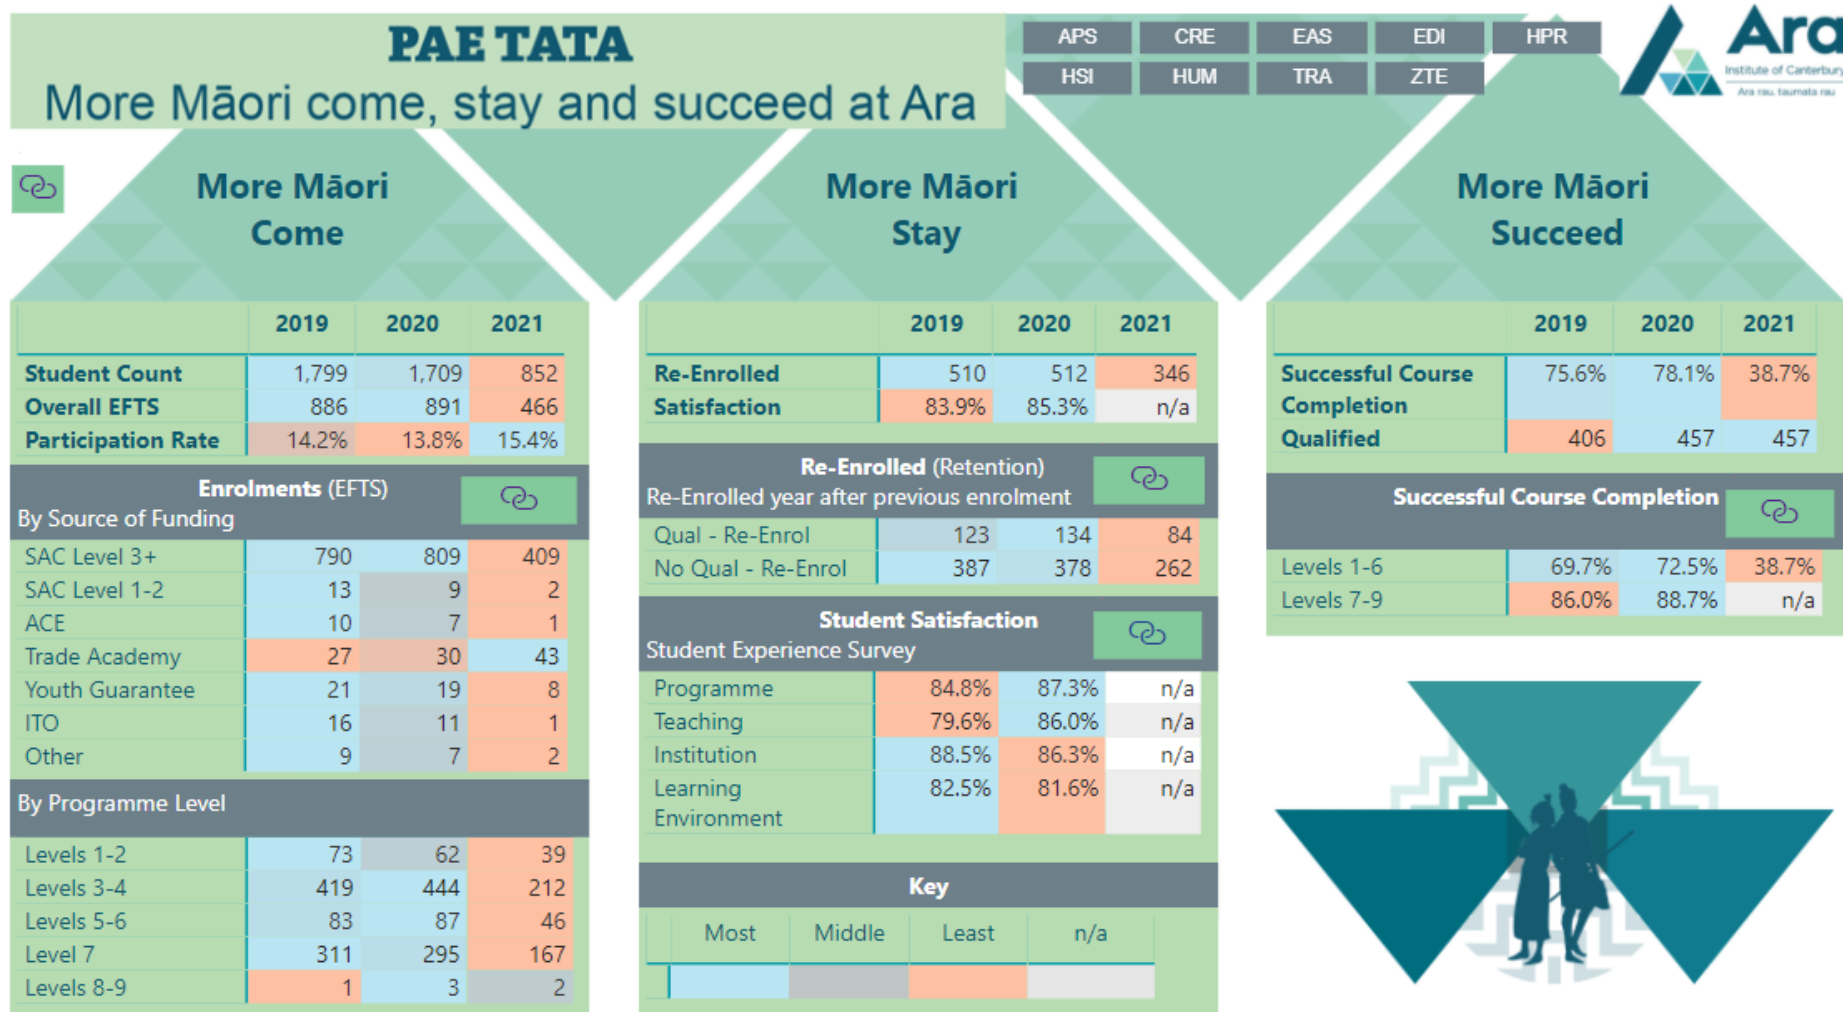 PAE TATA
More Māori come, stay and succeed at Ara
APS CRE EAS EDI HPR
HSI HUM TRA ZTE
Ara
Institute of Canterbury
Ara rau, taumata rau
More Māori
Come
2019 2020 2021
Student Count 1,799 1,709 852
Overall EFTS 886 891 466
Participation Rate 14.2% 13.8% 15.4%
Enrolments (EFTS)
By Source of Funding
SAC Level 3+ 790 809 409
SAC Level 1-2 13 9 2
ACE 10 7 1
Trade Academy 27 30 43
Youth Guarantee 21 19 8
ITO 16 11 1
Other 9 7 2
By Programme Level
Levels 1-2 73 62 39
Levels 3-4 419 444 212
Levels 5-6 83 87 46
Level 7 311 295 167
Levels 8-9 1 3 2
More Māori
Stay
2019 2020 2021
Re-Enrolled 510 512 346
Satisfaction 83.9% 85.3% n/a
Re-Enrolled (Retention)
Re-Enrolled year after previous enrolment
Qual - Re-Enrol 123 134 84
No Qual - Re-Enrol 387 378 262
Student Satisfaction
Student Experience Survey
Programme 84.8% 87.3% n/a
Teaching 79.6% 86.0% n/a
Institution 88.5% 86.3% n/a
Learning 82.5% 81.6% n/a
Environment
Key
Most Middle Least n/a
More Māori
Succeed
2019 2020 2021
Successful Course 75.6% 78.1% 38.7%
Completion
Qualified 406 457 457
Successful Course Completion
Levels 1-6 69.7% 72.5% 38.7%
Levels 7-9 86.0% 88.7% n/a